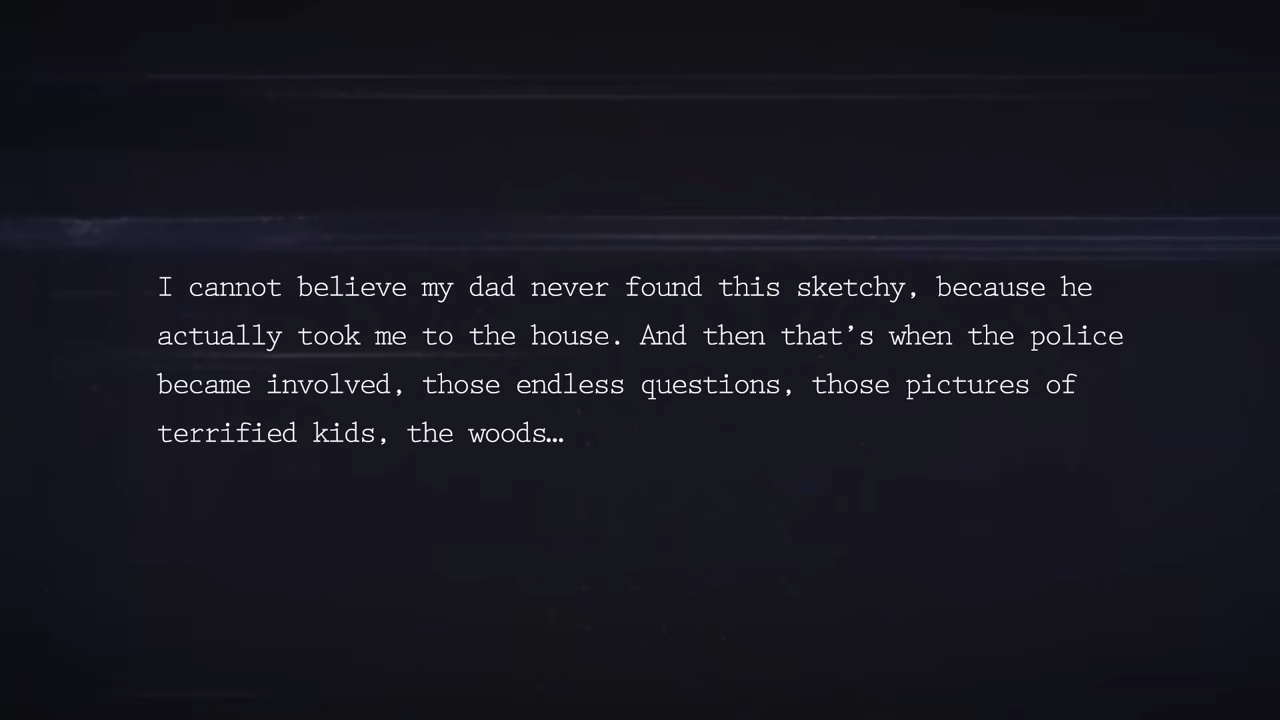 I cannot believe my dad never found this sketchy, because he
actually took me to the house. And then that’s when the police
became involved, those endless questions, those pictures of
terrified kids, the woods…